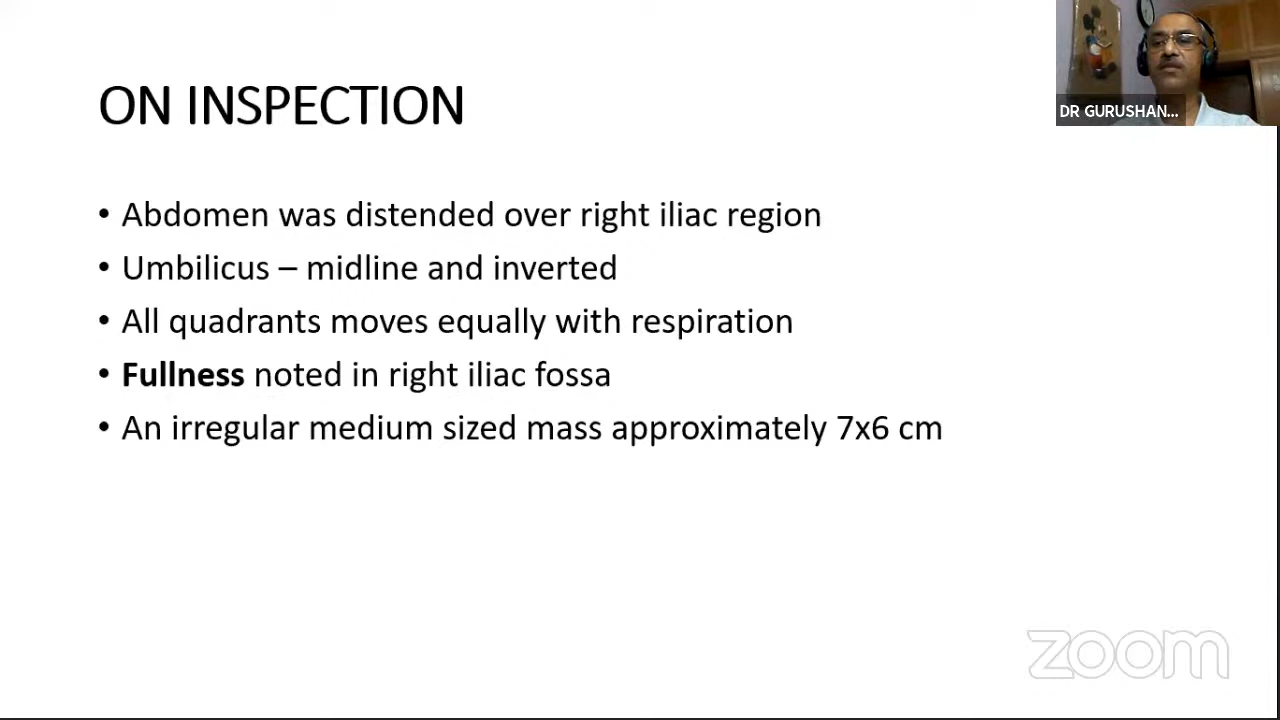 DR GURUSHAN...
ON INSPECTION
• Abdomen was distended over right iliac region
• Umbilicus – midline and inverted
• All quadrants moves equally with respiration
• Fullness noted in right iliac fossa
• An irregular medium sized mass approximately 7x6 cm
zoom